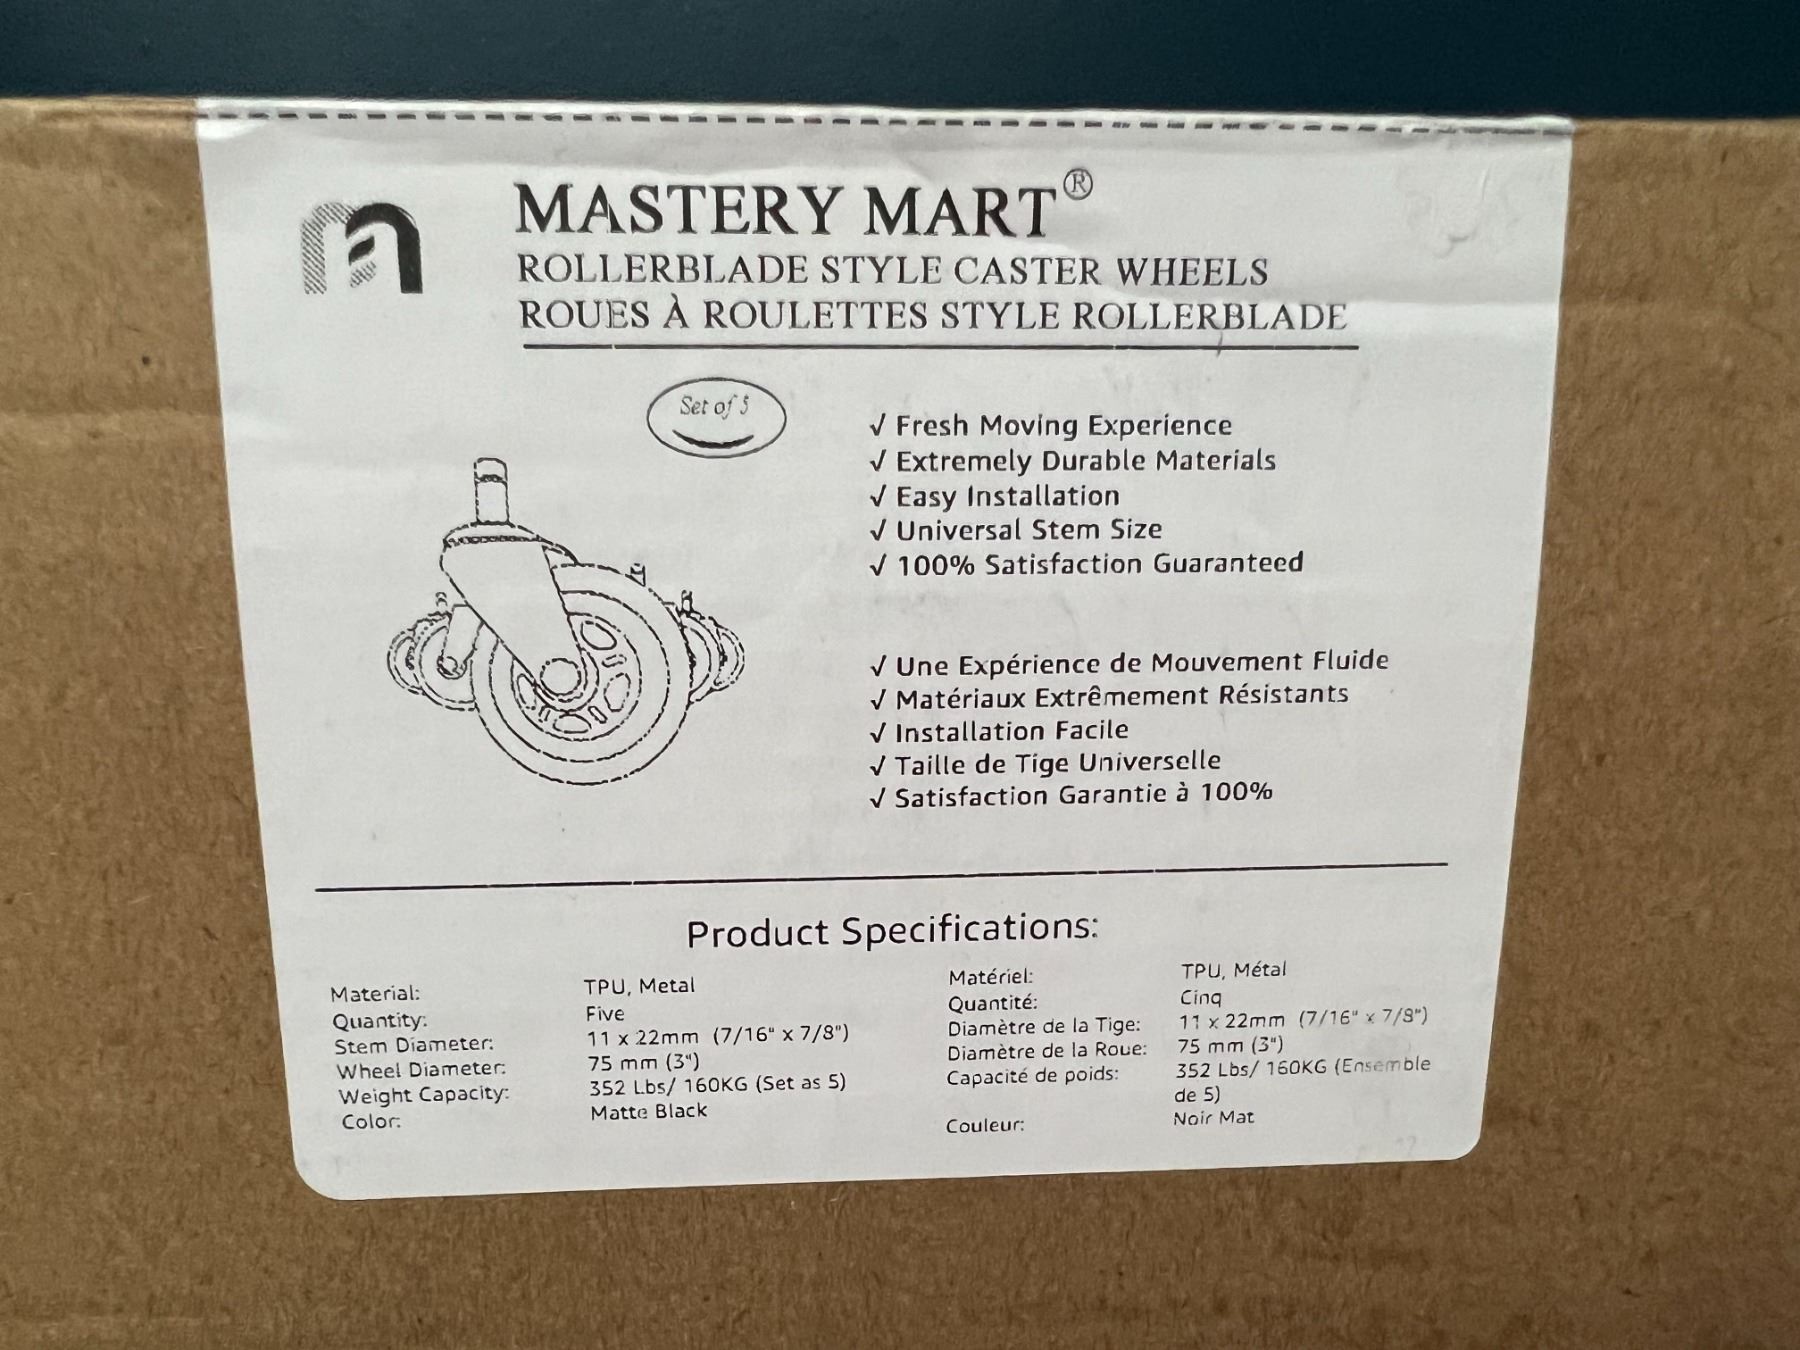 MASTERY MART®
ROLLERBLADE STYLE CASTER WHEELS
ROUES À ROULETTES STYLE ROLLERBLADE
Set of 5
√ Fresh Moving Experience
√ Extremely Durable Materials
√ Easy Installation
√ Universal Stem Size
√ 100% Satisfaction Guaranteed
√ Une Expérience de Mouvement Fluide
√ Matériaux Extrêmement Résistants
√ Installation Facile
√ Taille de Tige Universelle
√ Satisfaction Garantie à 100%
Product Specifications:
Material: TPU, Metal
Quantity: Five
Stem Diameter: 11 x 22mm (7/16" x 7/8")
Wheel Diameter: 75 mm (3")
Weight Capacity: 352 Lbs/ 160KG (Set as 5)
Color: Matte Black
Matériel: TPU, Métal
Quantité: Cinq
Diamètre de la Tige: 11 x 22mm (7/16" x 7/8")
Diamètre de la Roue: 75 mm (3")
Capacité de poids: 352 Lbs/ 160KG (Ensemble
de 5)
Couleur: Noir Mat